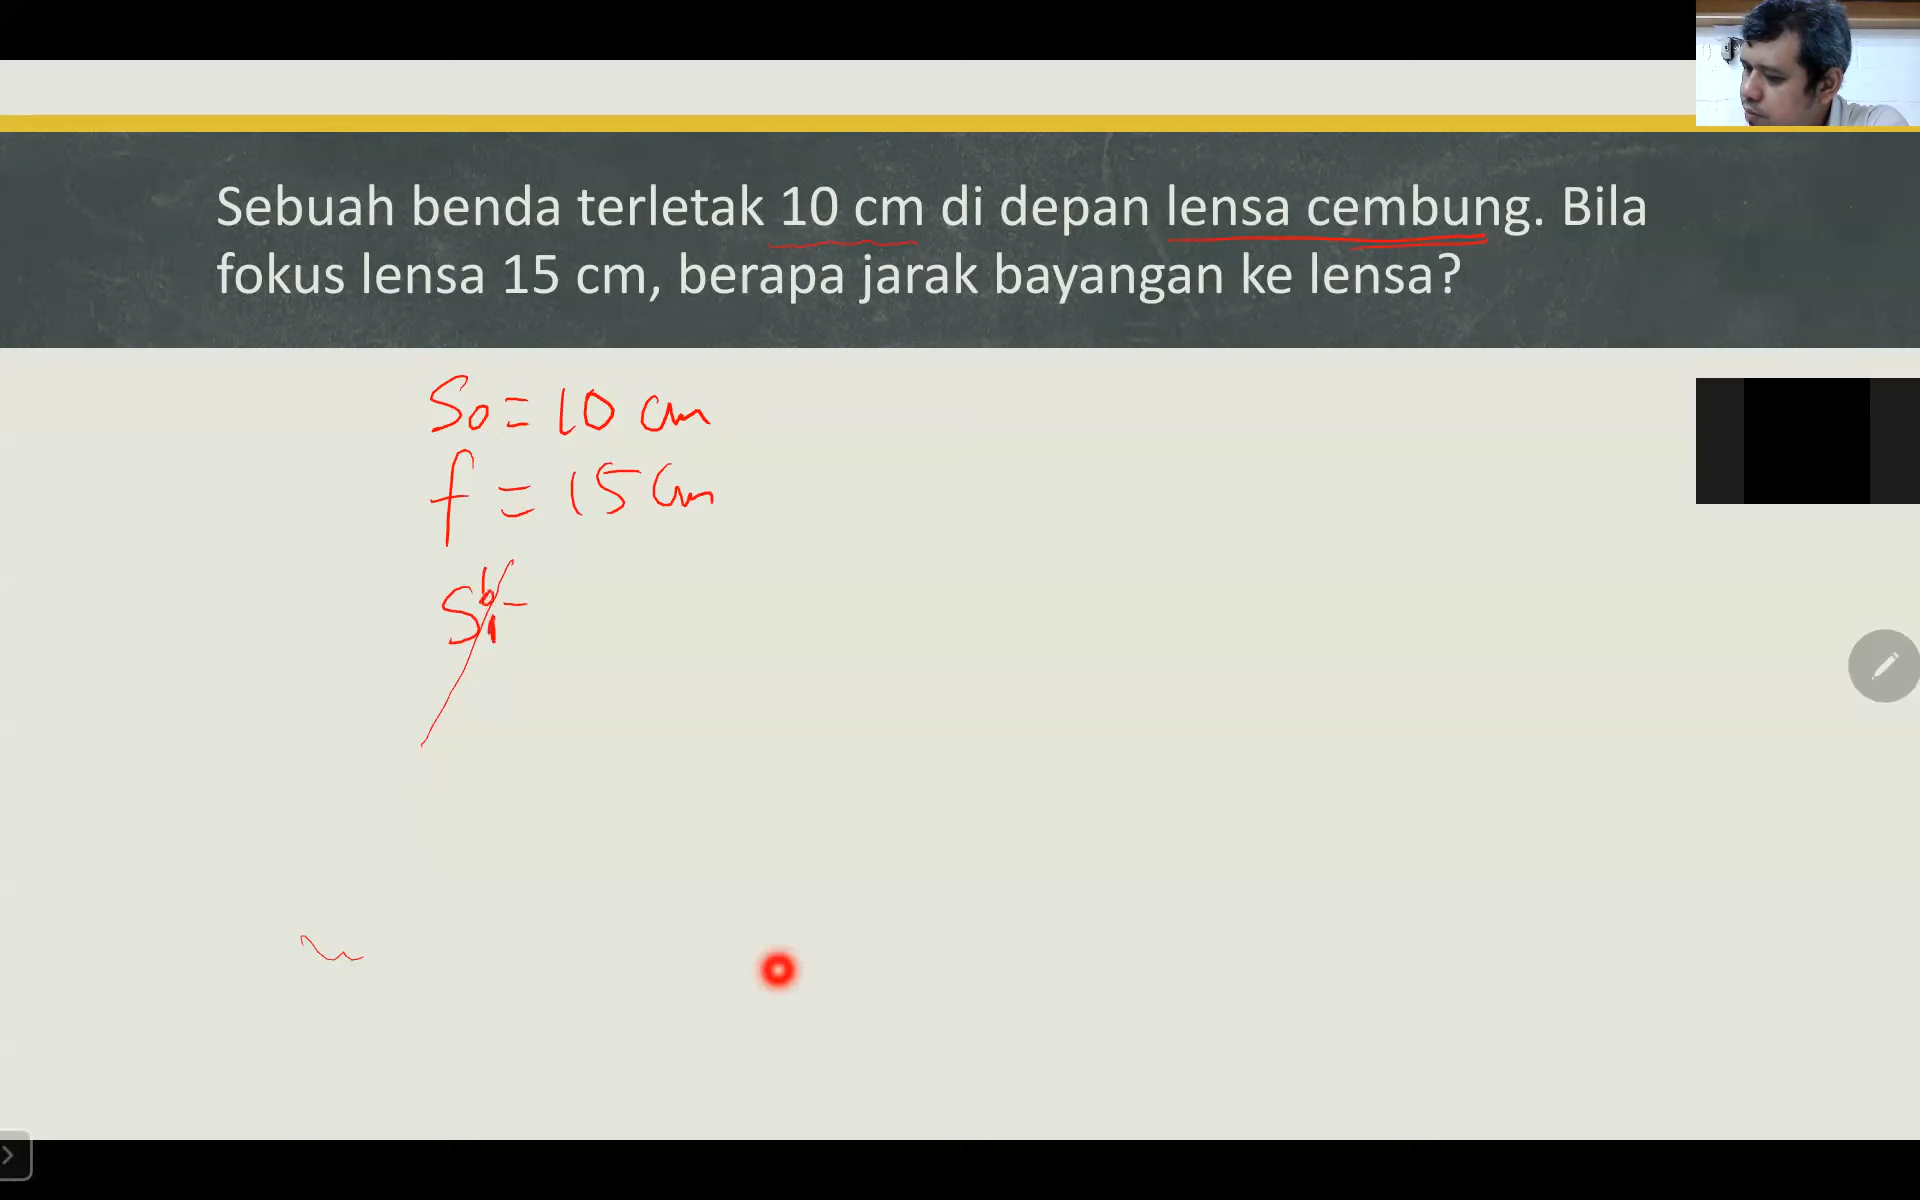 Sebuah benda terletak 10 cm di depan lensa cembung. Bila
fokus lensa 15 cm, berapa jarak bayangan ke lensa?
So = 10 cm
f = 15 cm